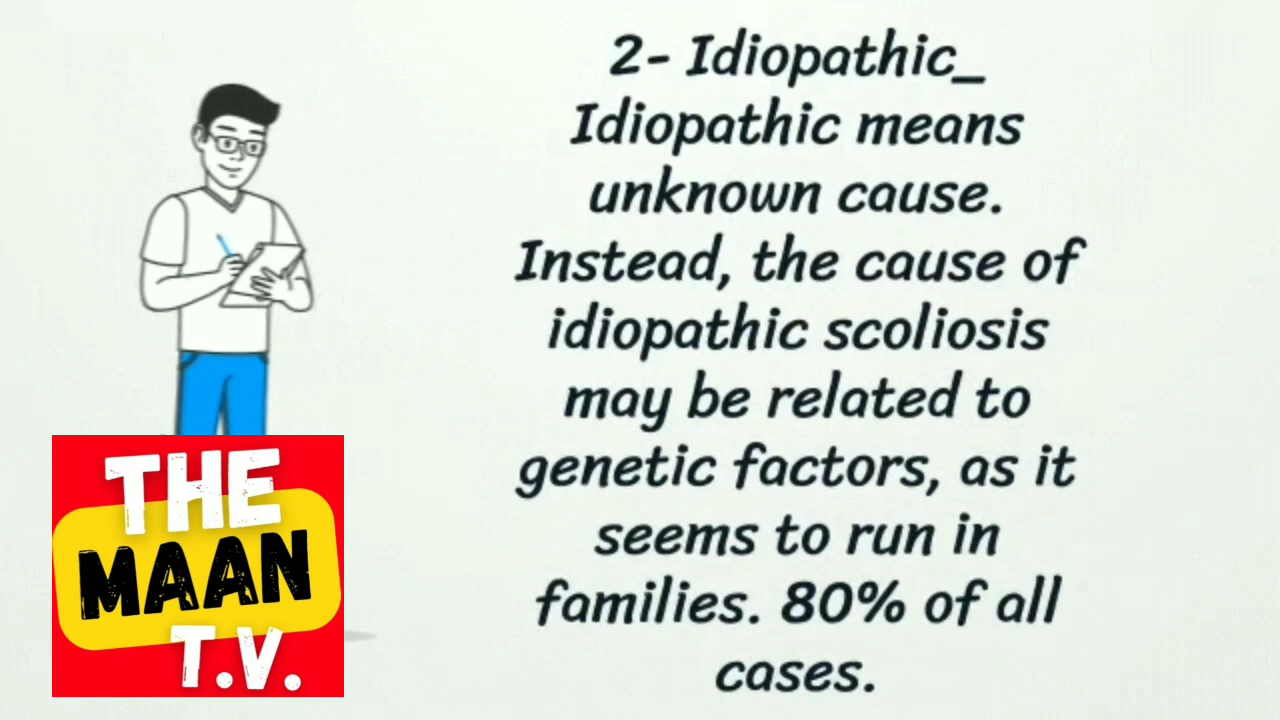 2- Idiopathic_
Idiopathic means
unknown cause.
Instead, the cause of
idiopathic scoliosis
may be related to
genetic factors, as it
seems to run in
families. 80% of all
cases.
THE
MAAN
T.V.